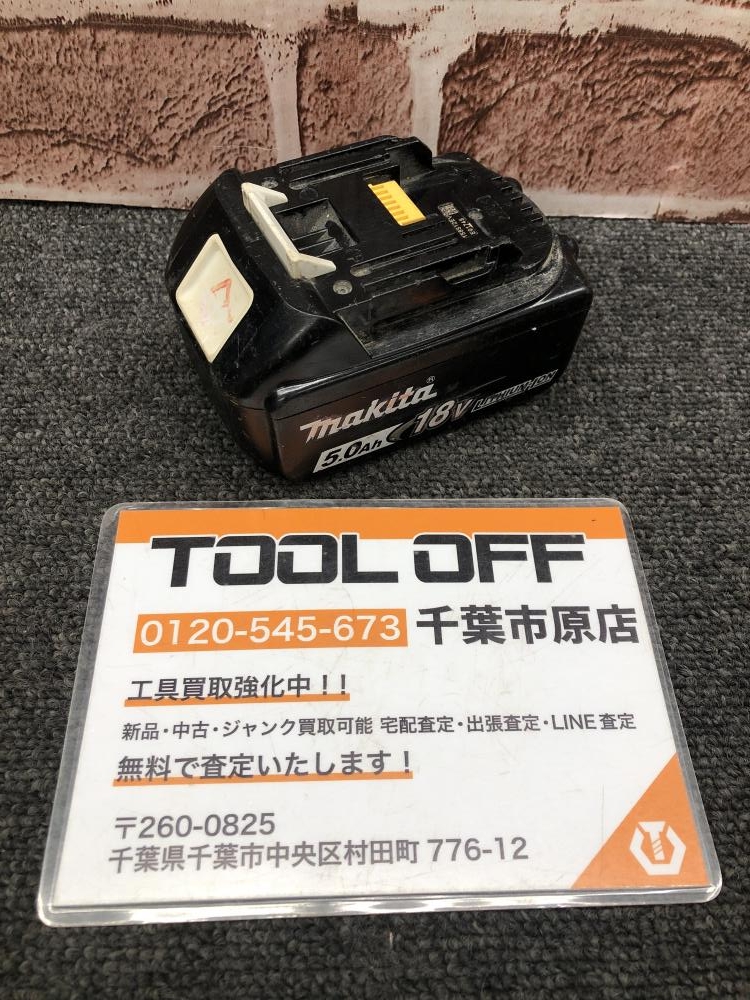 makita®
18V LITHIUM-ION
5.0Ah
TOOL OFF
0120-545-673 千葉市原店
工具買取強化中！！
新品・中古・ジャンク買取可能 宅配査定・出張査定・LINE査定
無料で査定いたします！
〒260-0825
千葉県千葉市中央区村田町 776-12